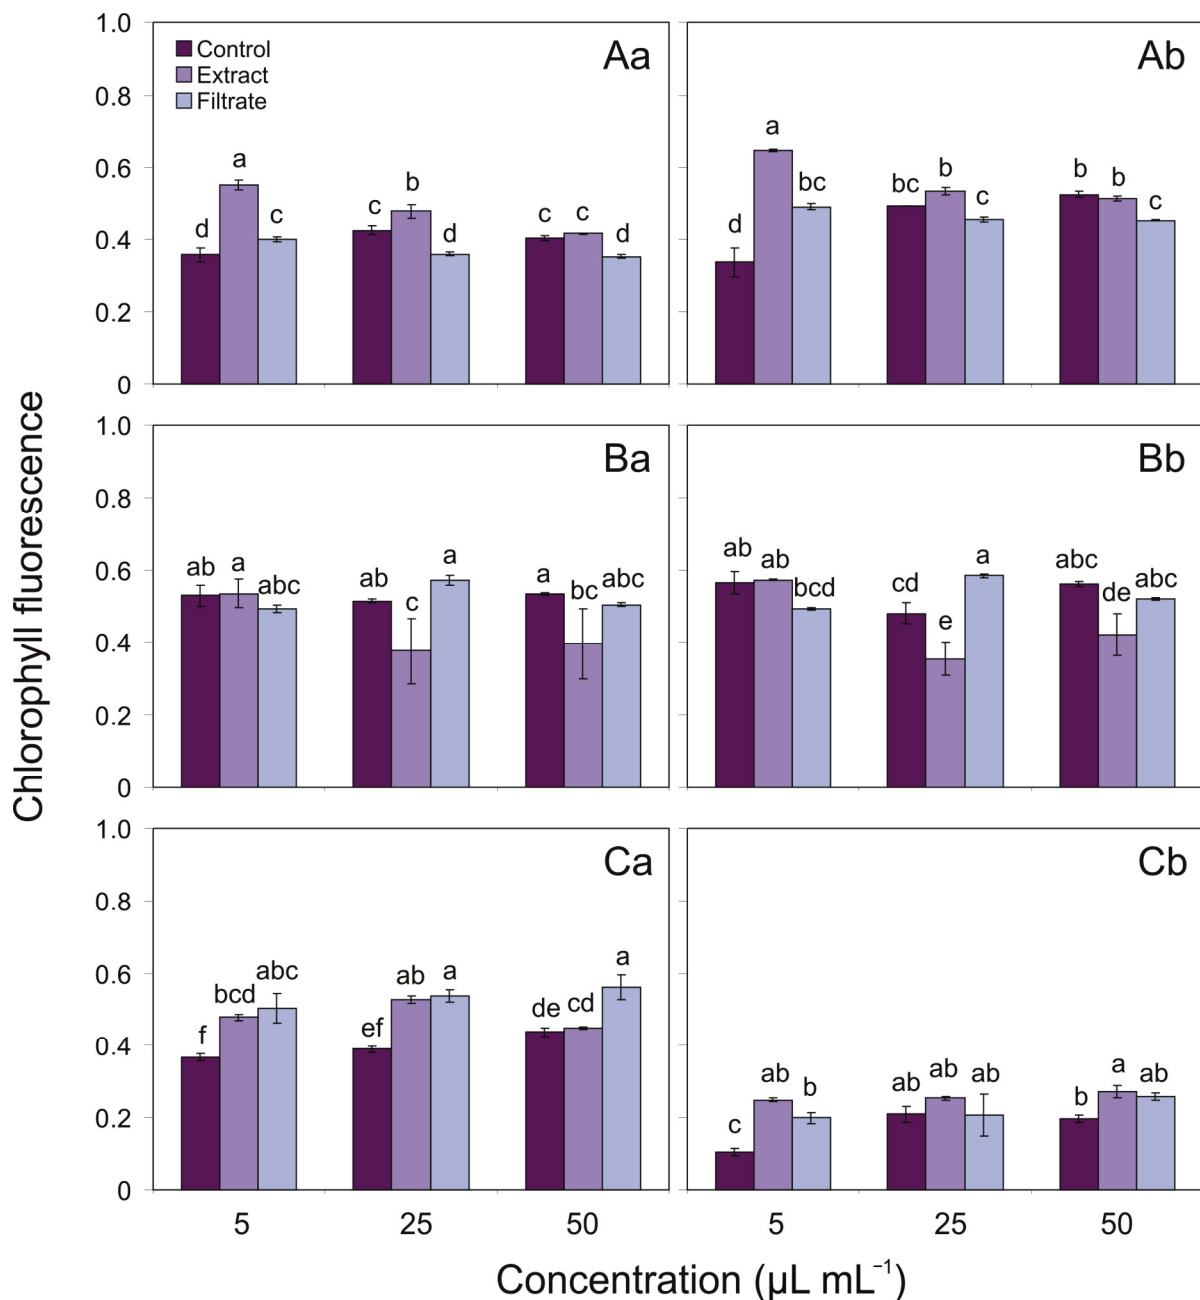 Chlorophyll fluorescence
1.0
0.8
0.6
0.4
0.2
0
Control
Extract
Filtrate
Aa
d a c
c b d
c c d
Ab
d a bc
bc b c
b b c
1.0
0.8
0.6
0.4
0.2
0
Ba
ab a abc
ab c a
a bc abc
Bb
ab ab bcd
cd e a
abc de abc
1.0
0.8
0.6
0.4
0.2
0
Ca
f bcd abc
ef ab a
de cd a
Cb
c ab b
ab ab ab
b a ab
5 25 50
5 25 50
Concentration (µL mL⁻¹)